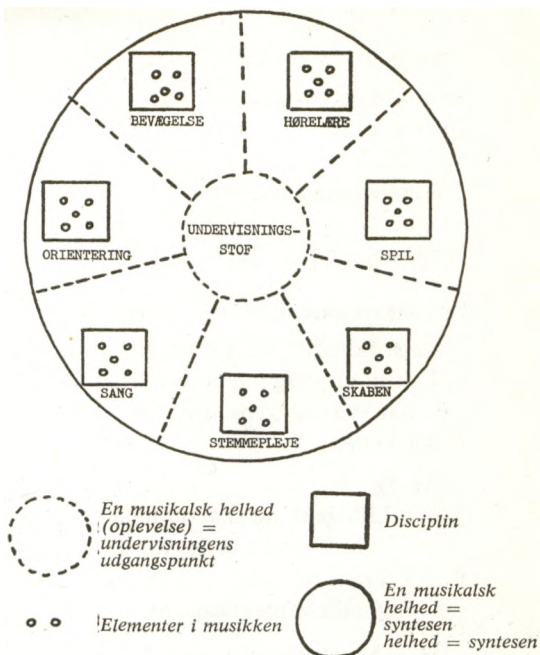 BEVÆGELSE
HØRELÆRE
ORIENTERING
UNDERVISNINGS-
STOF
SPIL
SANG
SKABEN
STEMMEPLEJE
En musikalsk helhed
(oplevelse) =
undervisningens
udgangspunkt
Disciplin
Elementer i musikken
En musikalsk
helhed =
syntesen
helhed = syntesen